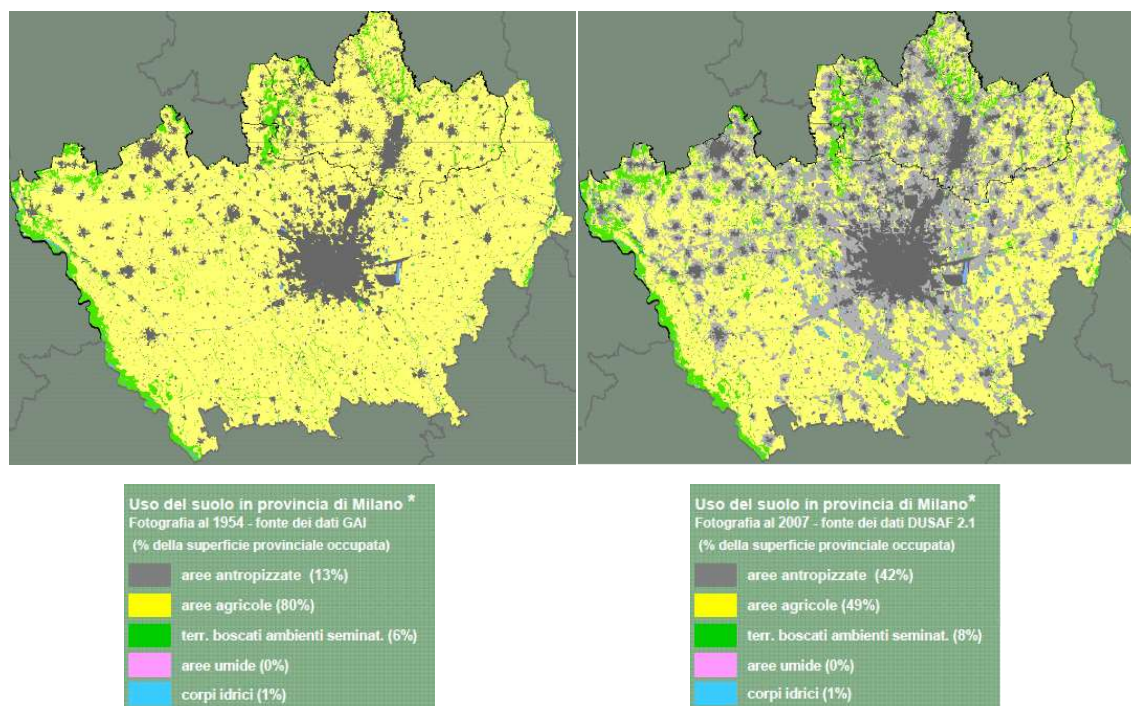 Uso del suolo in provincia di Milano *
Fotografia al 1954 - fonte dei dati GAI
(% della superficie provinciale occupata)
aree antropizzate (13%)
aree agricole (80%)
terr. boscati ambienti seminat. (6%)
aree umide (0%)
corpi idrici (1%)
Uso del suolo in provincia di Milano*
Fotografia al 2007 - fonte dei dati DUSAF 2.1
(% della superficie provinciale occupata)
aree antropizzate (42%)
aree agricole (49%)
terr. boscati ambienti seminat. (8%)
aree umide (0%)
corpi idrici (1%)